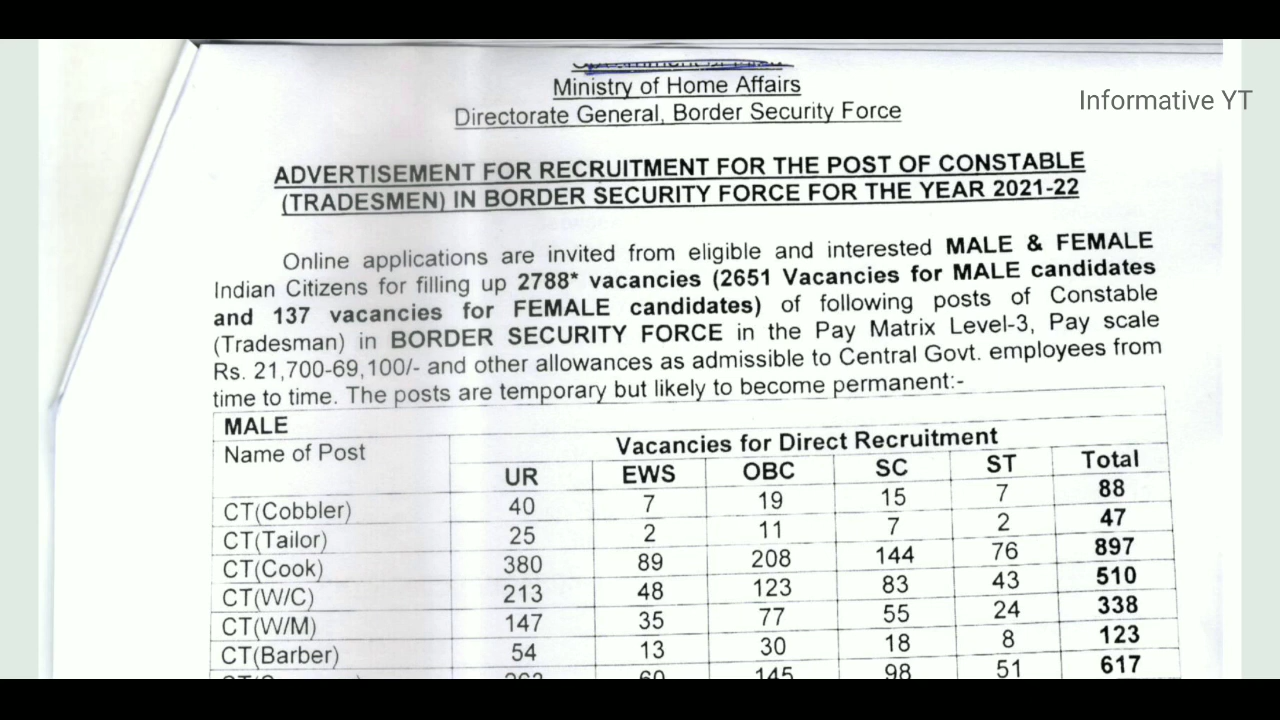 Ministry of Home Affairs
Informative YT
Directorate General, Border Security Force
ADVERTISEMENT FOR RECRUITMENT FOR THE POST OF CONSTABLE
(TRADESMEN) IN BORDER SECURITY FORCE FOR THE YEAR 2021-22
Online applications are invited from eligible and interested MALE & FEMALE
Indian Citizens for filling up 2788* vacancies (2651 Vacancies for MALE candidates
and 137 vacancies for FEMALE candidates) of following posts of Constable
(Tradesman) in BORDER SECURITY FORCE in the Pay Matrix Level-3, Pay scale
Rs. 21,700-69,100/- and other allowances as admissible to Central Govt. employees from
time to time. The posts are temporary but likely to become permanent:-
MALE
Name of Post Vacancies for Direct Recruitment
UR EWS OBC SC ST Total
CT(Cobbler) 40 7 19 15 7 88
CT(Tailor) 25 2 11 7 2 47
CT(Cook) 380 89 208 144 76 897
CT(W/C) 213 48 123 83 43 510
CT(W/M) 147 35 77 55 24 338
CT(Barber) 54 13 30 18 8 123
145 98 51 617